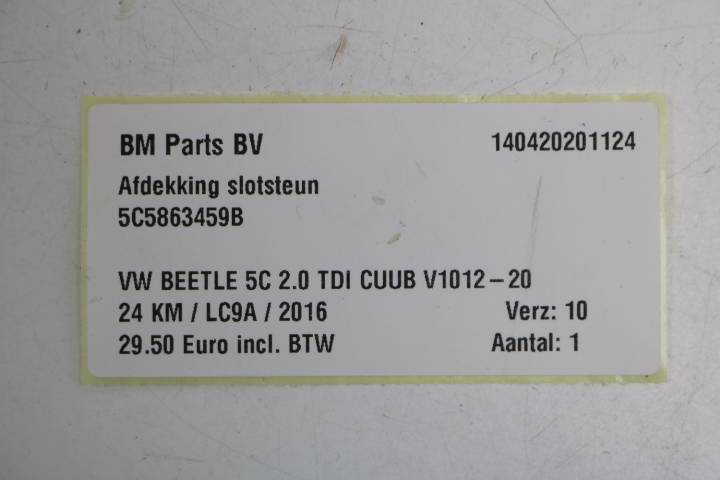 BM Parts BV 140420201124
Afdekking slotsteun
5C5863459B
VW BEETLE 5C 2.0 TDI CUUB V1012-20
24 KM / LC9A / 2016 Verz: 10
29.50 Euro incl. BTW Aantal: 1